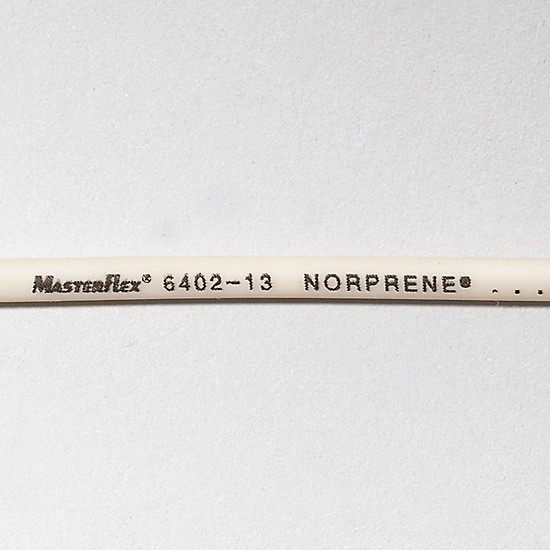 MASTERFLEX® 6402-13 NORPRENE® . . . .